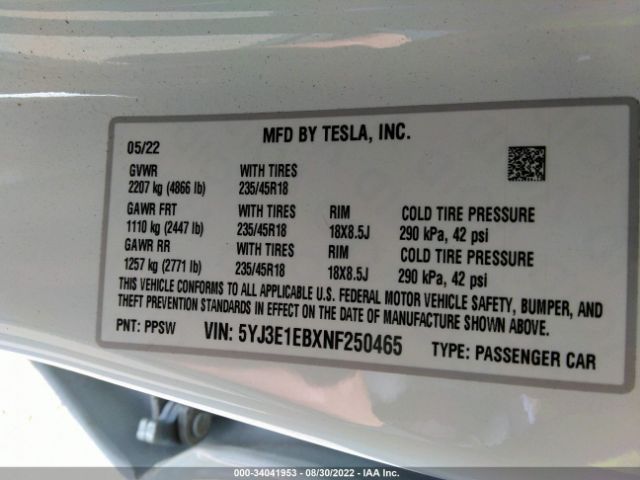 MFD BY TESLA, INC.
05/22
GVWR WITH TIRES
2207 kg (4866 lb) 235/45R18
GAWR FRT WITH TIRES RIM COLD TIRE PRESSURE
1110 kg (2447 lb) 235/45R18 18X8.5J 290 kPa, 42 psi
GAWR RR WITH TIRES RIM COLD TIRE PRESSURE
1257 kg (2771 lb) 235/45R18 18X8.5J 290 kPa, 42 psi
THIS VEHICLE CONFORMS TO ALL APPLICABLE U.S. FEDERAL MOTOR VEHICLE SAFETY, BUMPER, AND
THEFT PREVENTION STANDARDS IN EFFECT ON THE DATE OF MANUFACTURE SHOWN ABOVE.
PNT: PPSW VIN: 5YJ3E1EBXNF250465 TYPE: PASSENGER CAR
000-34041953 - 08/30/2022 - IAA Inc.